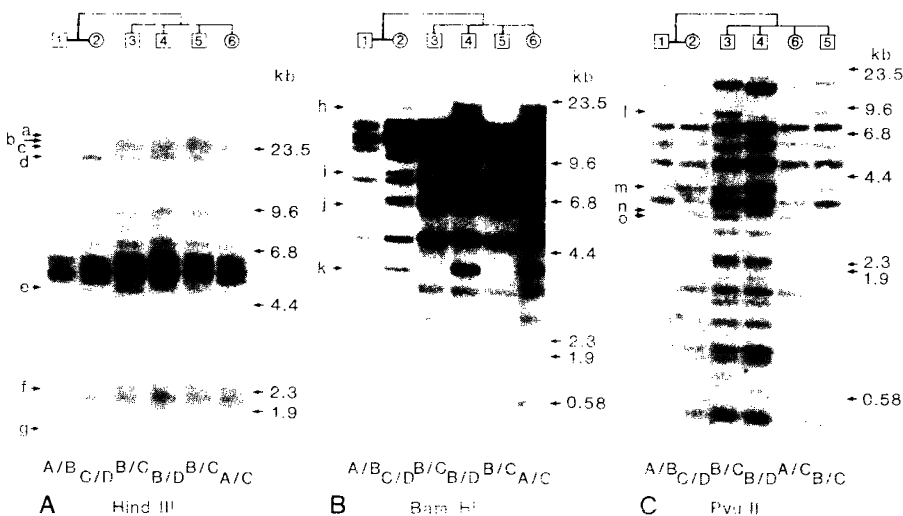 1 2 3 4 5 6
1 2 3 4 5 6
1 2 3 4 6 5
kb
a
b
c
d
23.5
9.6
6.8
e
4.4
f
2.3
1.9
g
A/B C/D B/C B/D B/C A/C
A Hind III
kb
h
23.5
i
9.6
j
6.8
4.4
k
2.3
1.9
0.58
A/B C/D B/C B/D B/C A/C
B Bam HI
kb
23.5
l
9.6
6.8
4.4
m
n
o
2.3
1.9
0.58
A/B C/D B/C B/D A/C B/C
C Pvu II